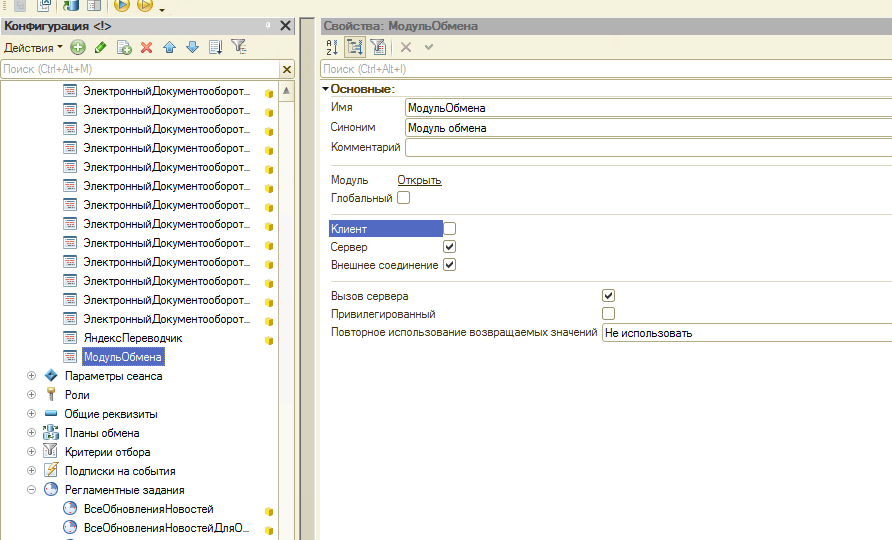 Конфигурация <!>
Действия
Поиск (Ctrl+Alt+M)
ЭлектронныйДокументооборот...
ЭлектронныйДокументооборот...
ЭлектронныйДокументооборот...
ЭлектронныйДокументооборот...
ЭлектронныйДокументооборот...
ЭлектронныйДокументооборот...
ЭлектронныйДокументооборот...
ЭлектронныйДокументооборот...
ЭлектронныйДокументооборот...
ЭлектронныйДокументооборот...
ЭлектронныйДокументооборот...
ЭлектронныйДокументооборот...
ЭлектронныйДокументооборот...
ЯндексПереводчик
МодульОбмена
Параметры сеанса
Роли
Общие реквизиты
Планы обмена
Критерии отбора
Подписки на события
Регламентные задания
ВсеОбновленияНовостей
ВсеОбновленияНовостейДляО...
Свойства: МодульОбмена
Поиск (Ctrl+Alt+I)
Основные:
Имя МодульОбмена
Синоним Модуль обмена
Комментарий
Модуль Открыть
Глобальный
Клиент
Сервер
Внешнее соединение
Вызов сервера
Привилегированный
Повторное использование возвращаемых значений Не использовать